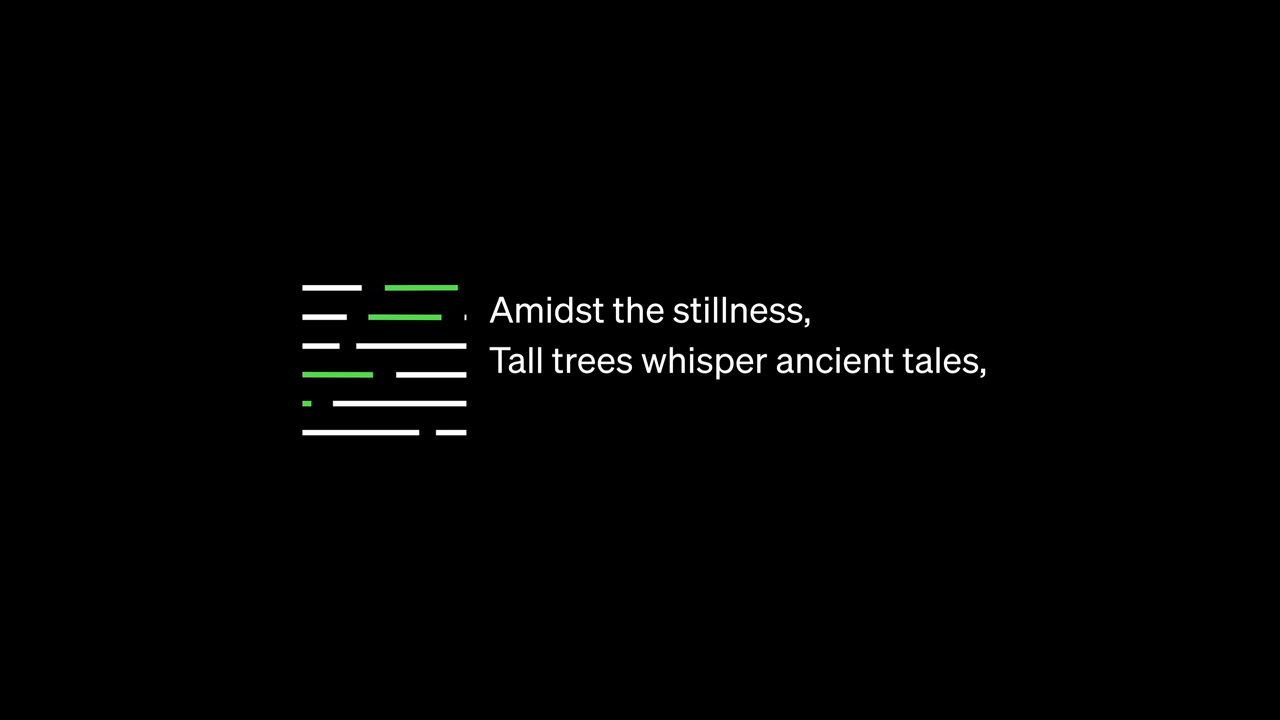 Amidst the stillness,
Tall trees whisper ancient tales,